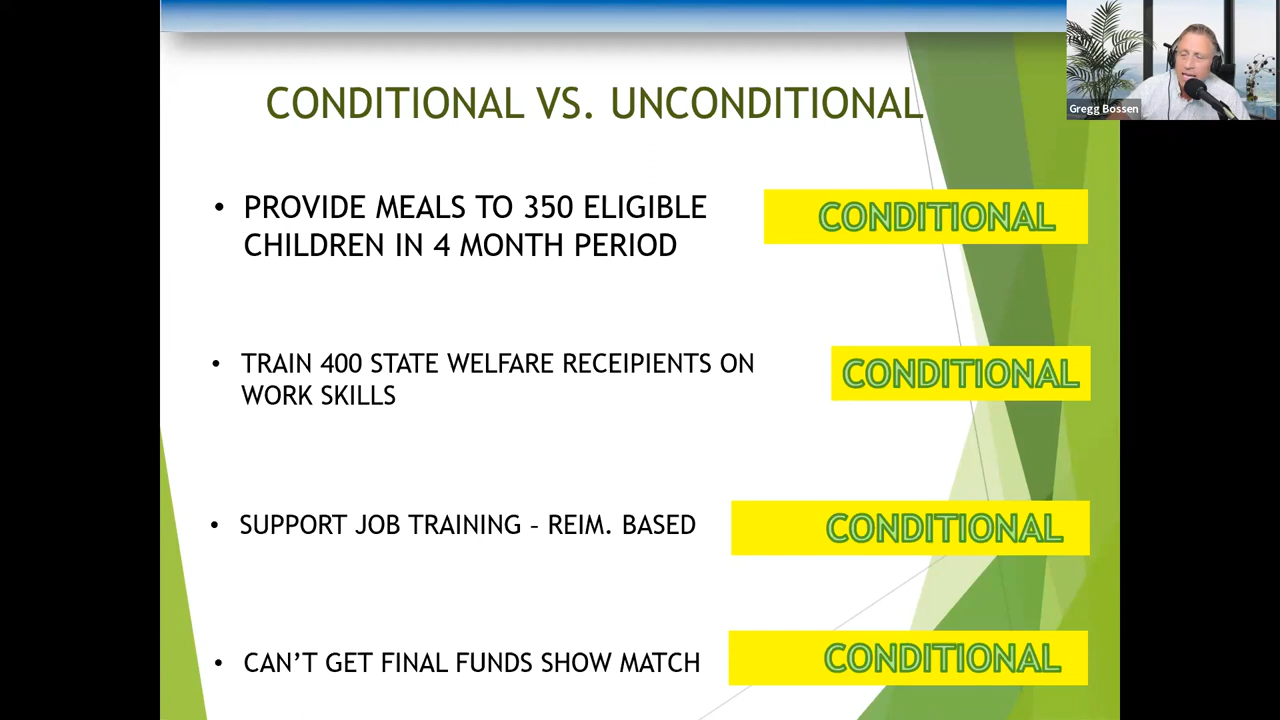 CONDITIONAL VS. UNCONDITIONAL
Gregg Bossen
• PROVIDE MEALS TO 350 ELIGIBLE
CHILDREN IN 4 MONTH PERIOD
CONDITIONAL
• TRAIN 400 STATE WELFARE RECEIPIENTS ON
WORK SKILLS
CONDITIONAL
• SUPPORT JOB TRAINING – REIM. BASED
CONDITIONAL
• CAN’T GET FINAL FUNDS SHOW MATCH
CONDITIONAL